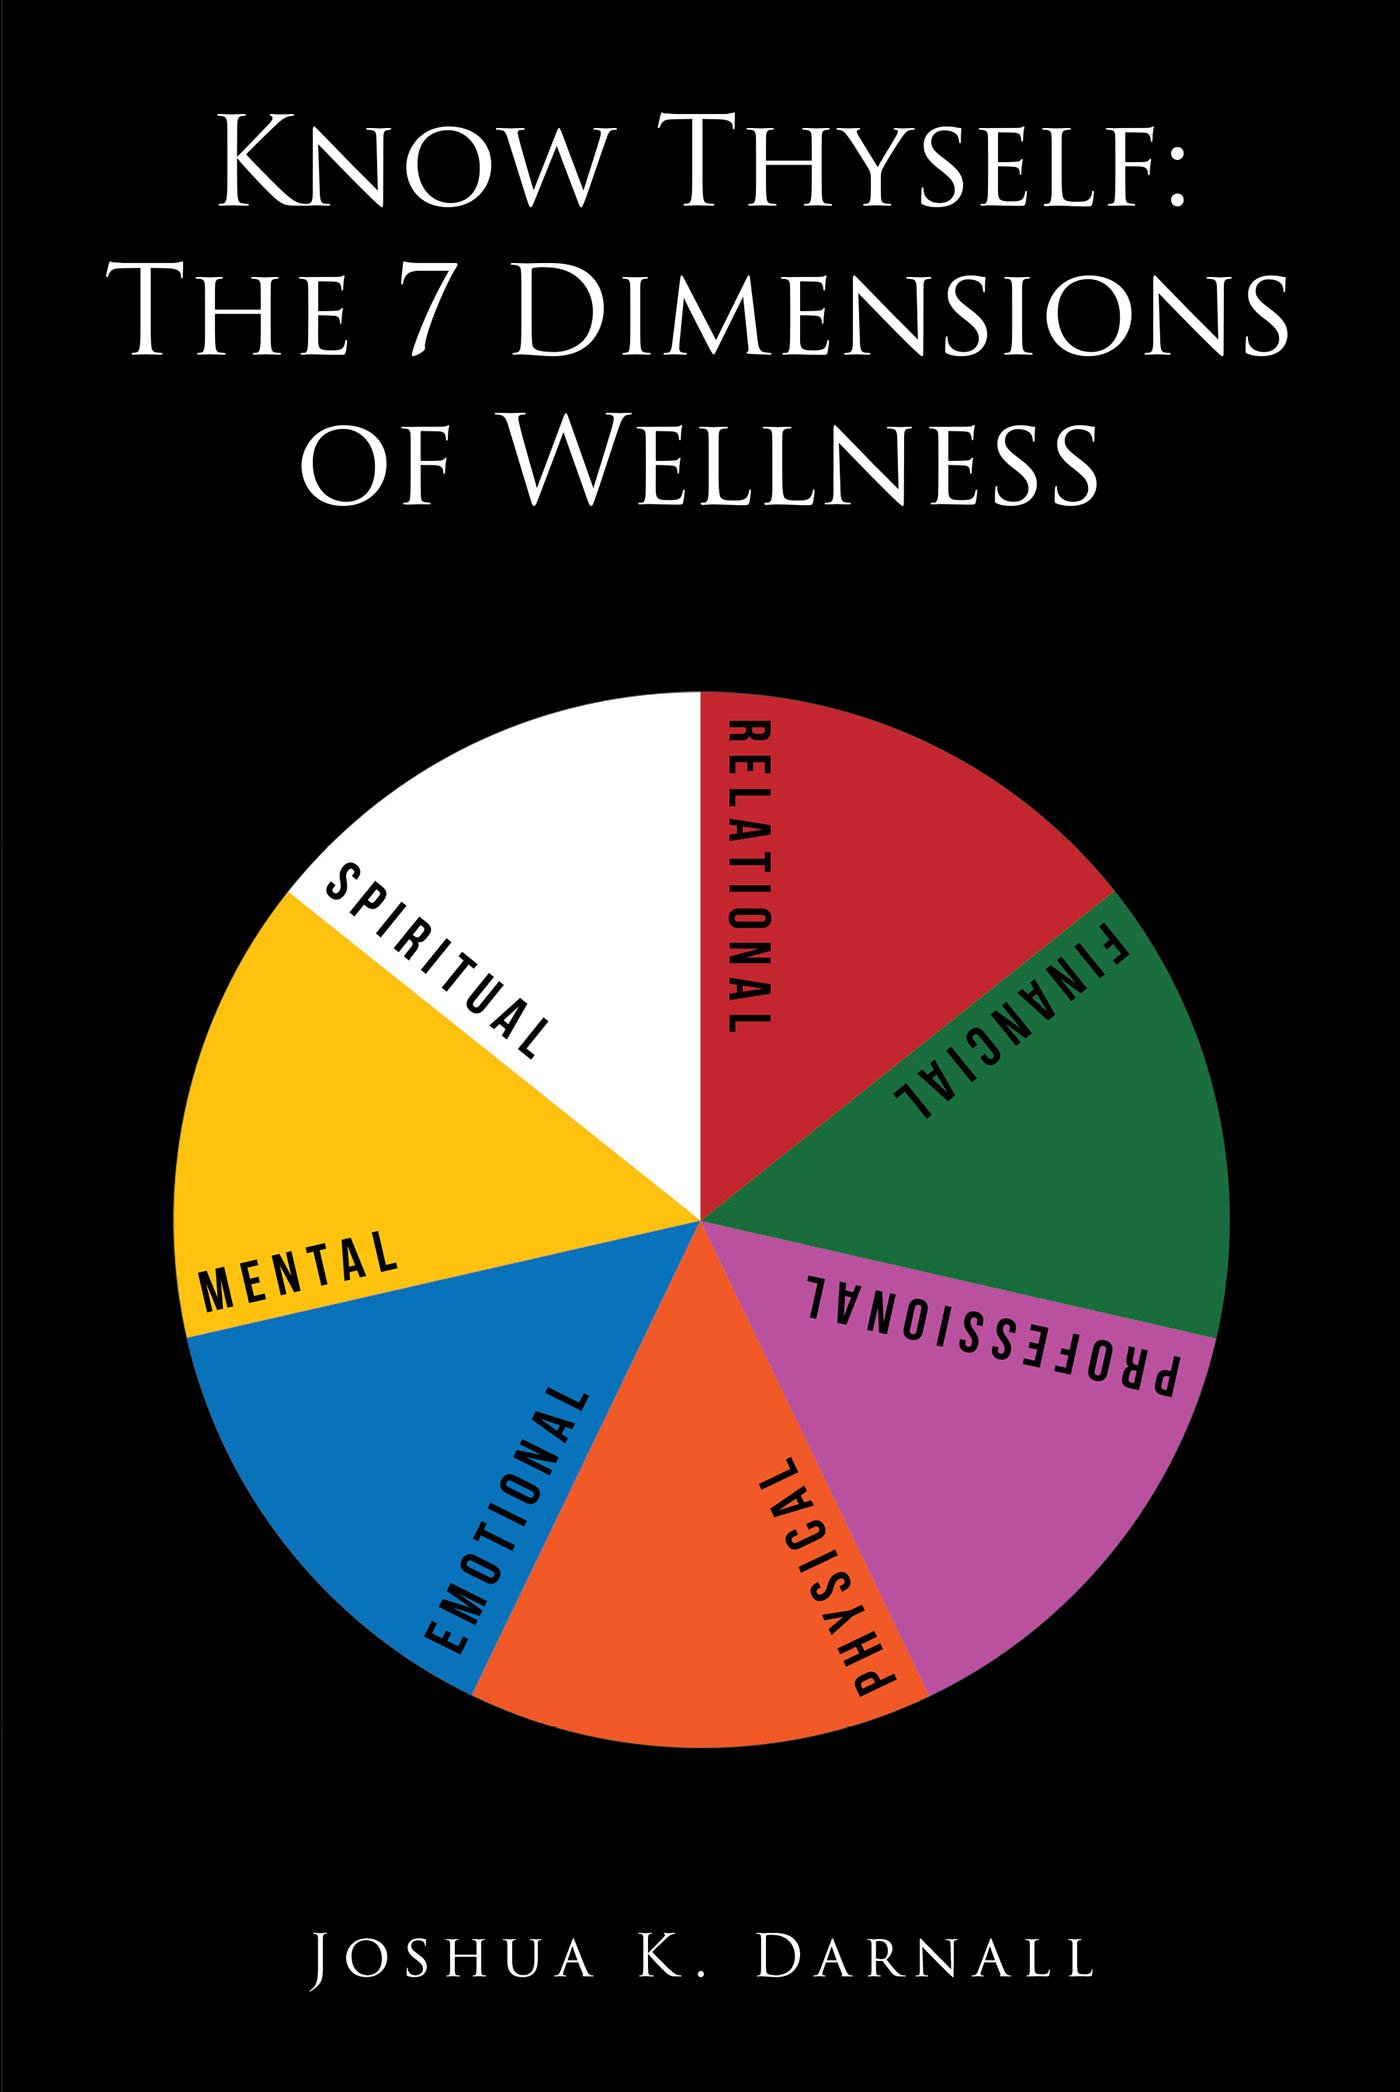 KNOW THYSELF:
THE 7 DIMENSIONS
OF WELLNESS
RELATIONAL
FINANCIAL
PROFESSIONAL
PHYSICAL
EMOTIONAL
MENTAL
SPIRITUAL
JOSHUA K. DARNALL